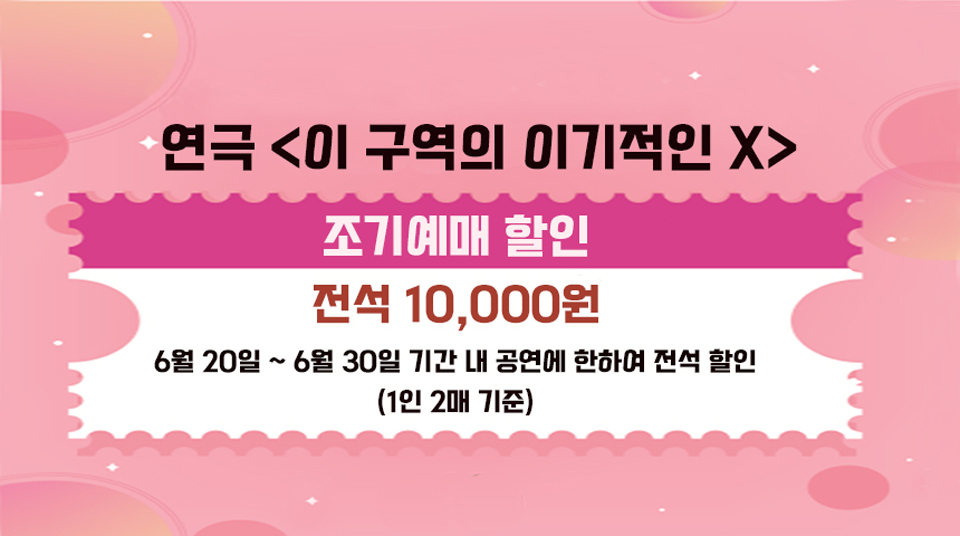 연극 <이 구역의 이기적인 X>
조기예매 할인
전석 10,000원
6월 20일 ~ 6월 30일 기간 내 공연에 한하여 전석 할인
(1인 2매 기준)